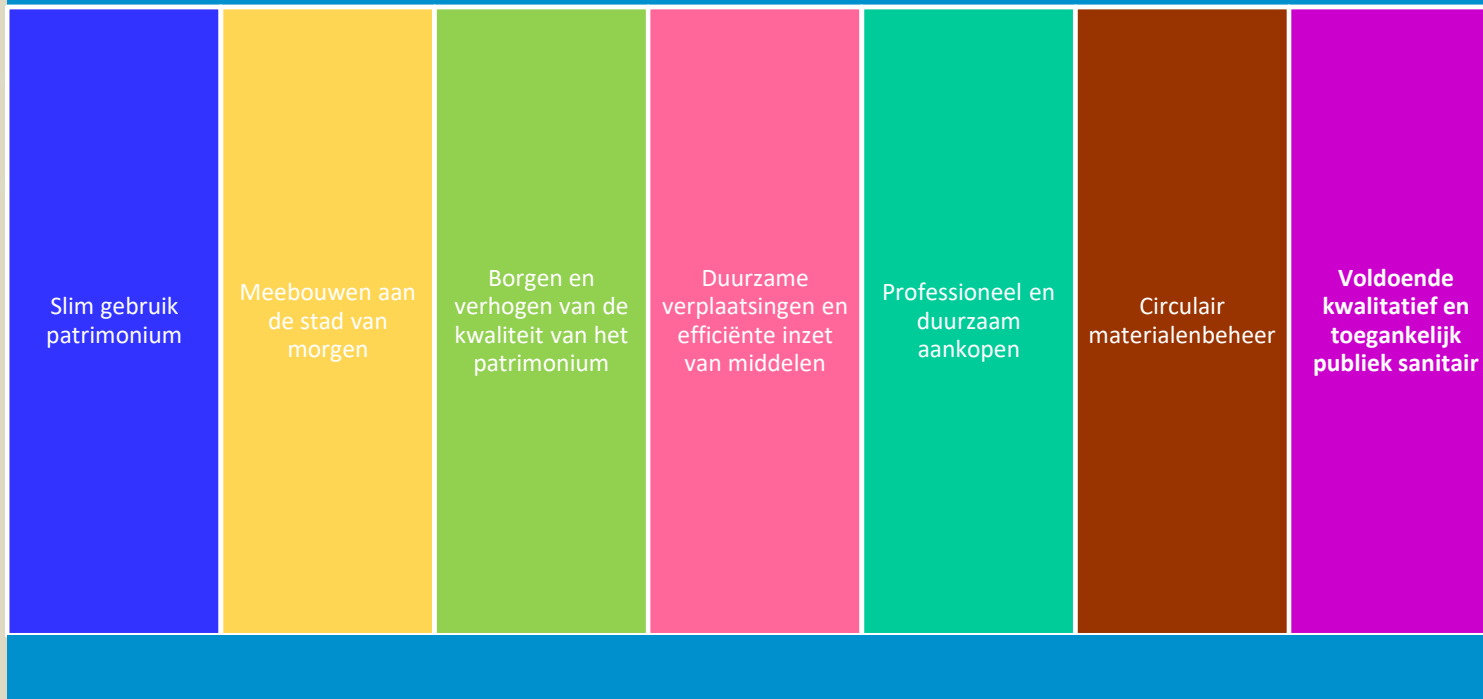 Slim gebruik
patrimonium
Meebouwen aan
de stad van
morgen
Borgen en
verhogen van de
kwaliteit van het
patrimonium
Duurzame
verplaatsingen en
efficiënte inzet
van middelen
Professioneel en
duurzaam
aankopen
Circulair
materialenbeheer
Voldoende
kwalitatief en
toegankelijk
publiek sanitair